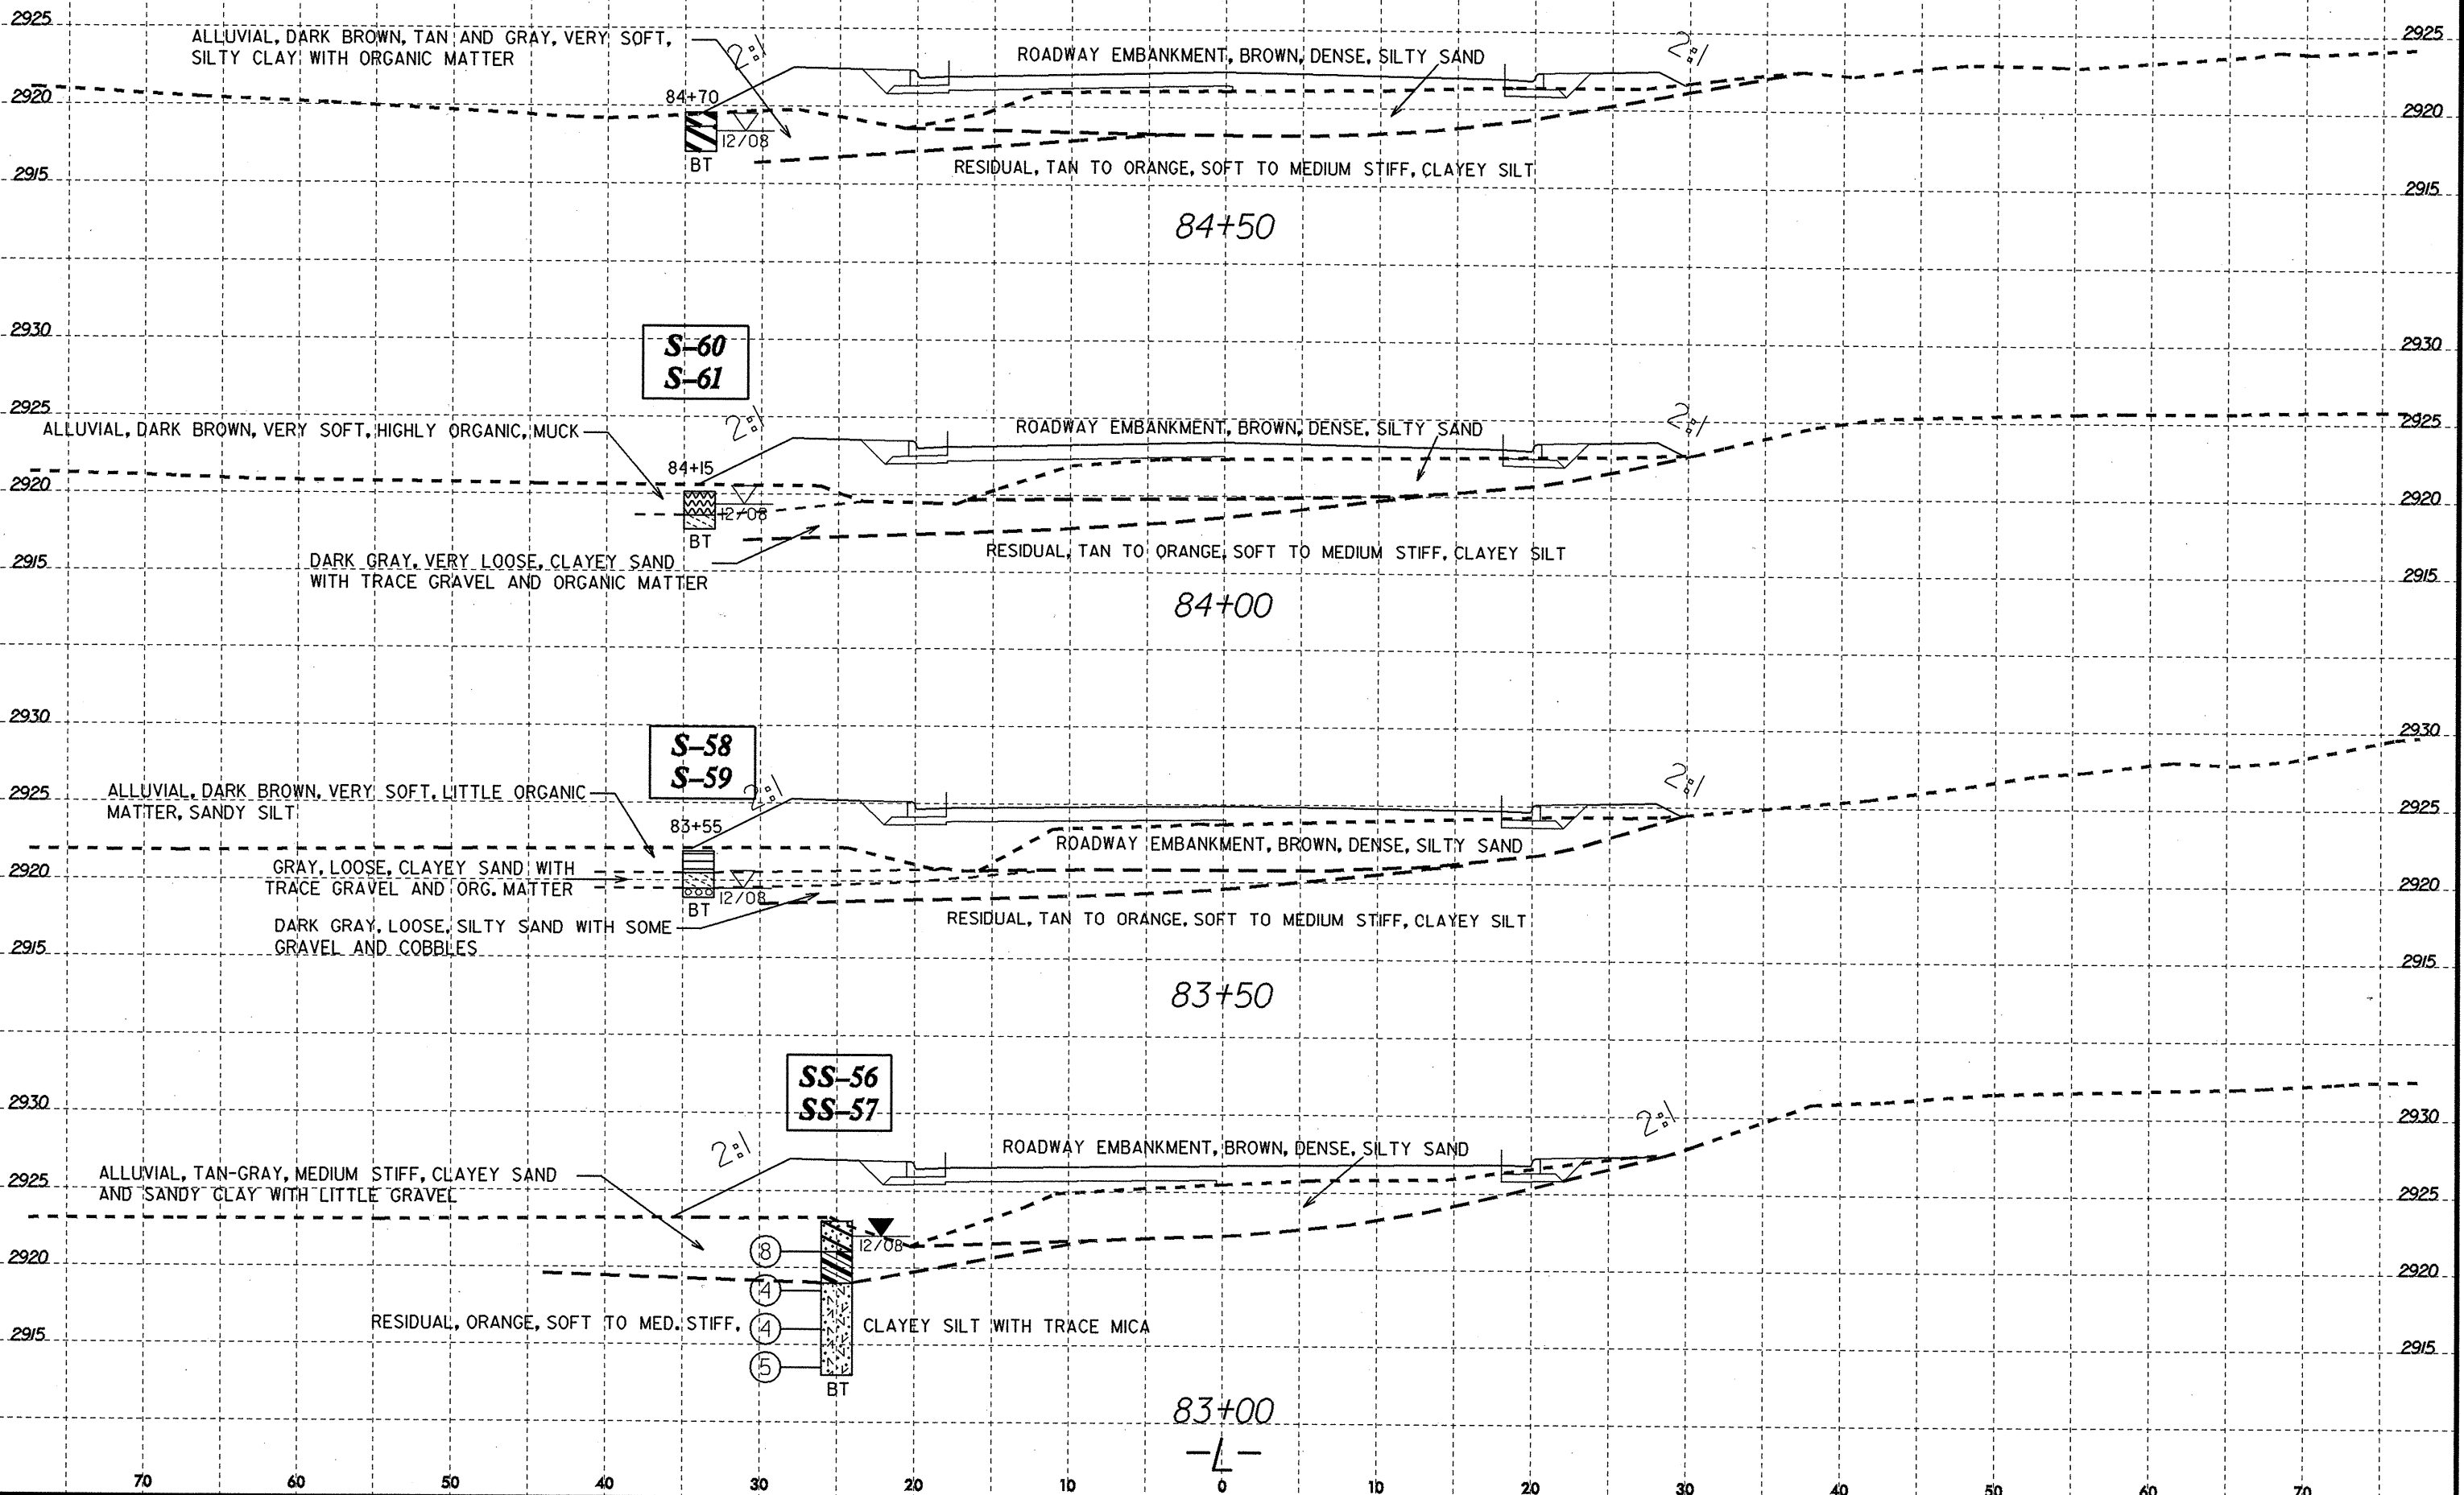 2925
2925
ALLUVIAL, DARK BROWN, TAN AND GRAY, VERY SOFT,
SILTY CLAY WITH ORGANIC MATTER
2:1
ROADWAY EMBANKMENT, BROWN, DENSE, SILTY SAND
2:1
2920
84+70
2920
12/08
BT
RESIDUAL, TAN TO ORANGE, SOFT TO MEDIUM STIFF, CLAYEY SILT
2915
2915
84+50
2930
S-60
S-61
2930
2925
2:1
2:1
2925
ALLUVIAL, DARK BROWN, VERY SOFT, HIGHLY ORGANIC, MUCK
ROADWAY EMBANKMENT, BROWN, DENSE, SILTY SAND
84+15
2920
2920
12/08
BT
2915
DARK GRAY, VERY LOOSE, CLAYEY SAND
WITH TRACE GRAVEL AND ORGANIC MATTER
RESIDUAL, TAN TO ORANGE, SOFT TO MEDIUM STIFF, CLAYEY SILT
2915
84+00
2930
S-58
S-59
2930
2925
ALLUVIAL, DARK BROWN, VERY SOFT, LITTLE ORGANIC
MATTER, SANDY SILT
2:1
2:1
2925
83+55
ROADWAY EMBANKMENT, BROWN, DENSE, SILTY SAND
2920
GRAY, LOOSE, CLAYEY SAND WITH
TRACE GRAVEL AND ORG. MATTER
2920
12/08
BT
DARK GRAY, LOOSE, SILTY SAND WITH SOME
GRAVEL AND COBBLES
RESIDUAL, TAN TO ORANGE, SOFT TO MEDIUM STIFF, CLAYEY SILT
2915
2915
83+50
SS-56
SS-57
2930
2930
2:1
ROADWAY EMBANKMENT, BROWN, DENSE, SILTY SAND
2:1
2925
ALLUVIAL, TAN-GRAY, MEDIUM STIFF, CLAYEY SAND
AND SANDY CLAY WITH LITTLE GRAVEL
2925
12/08
8
2920
2920
4
RESIDUAL, ORANGE, SOFT TO MED. STIFF,
4
CLAYEY SILT WITH TRACE MICA
2915
2915
5
BT
83+00
-L-
70 60 50 40 30 20 10 0 10 20 30 40 50 60 70